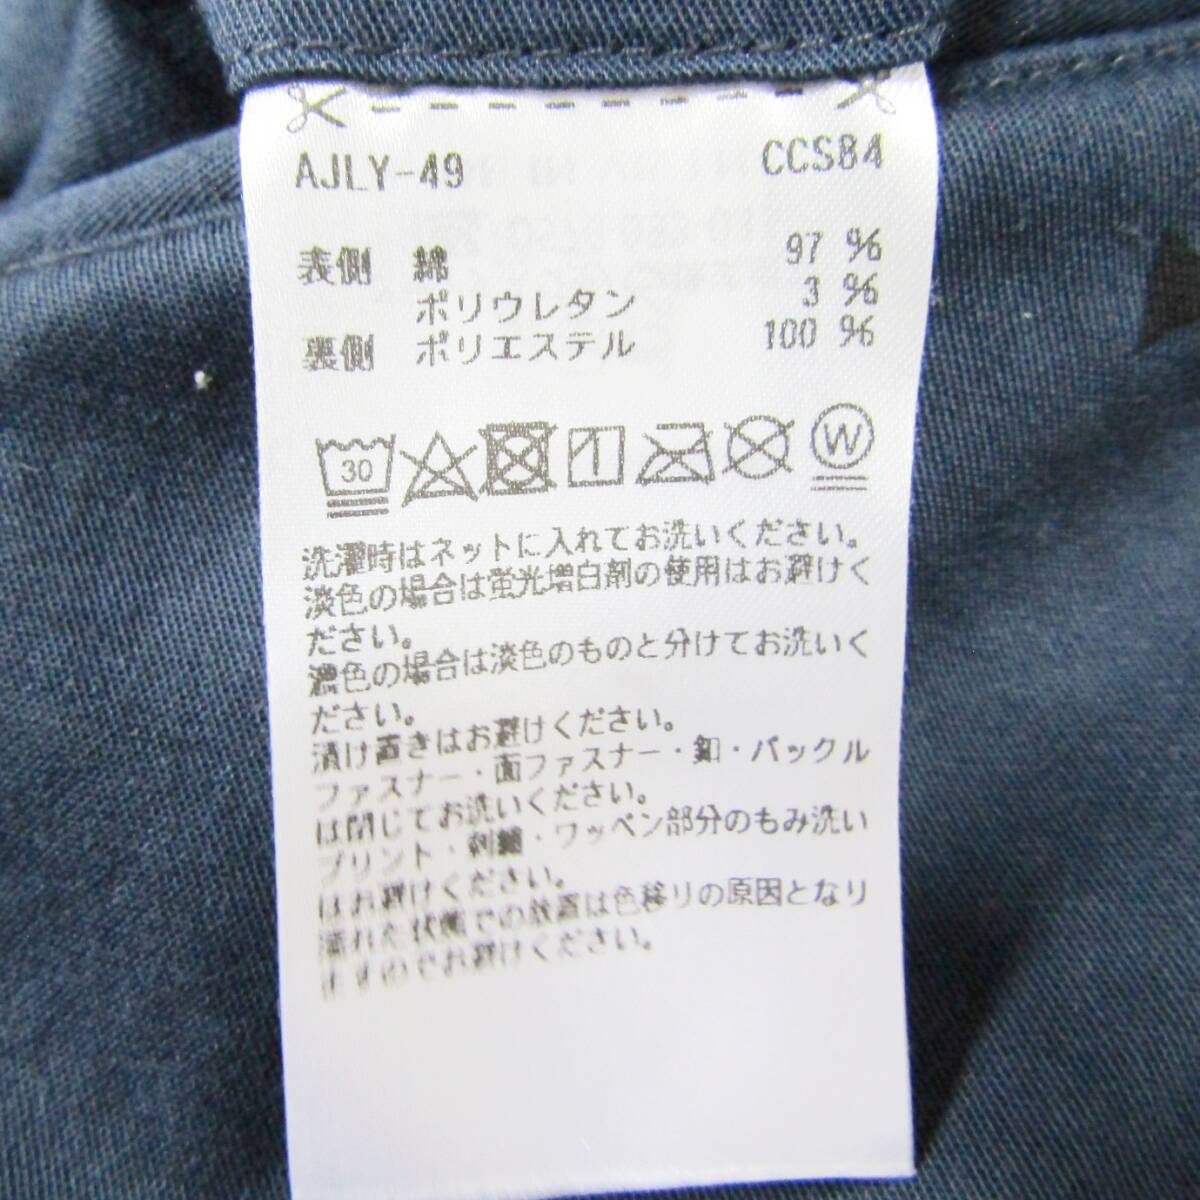 AJLY-49 CCS84
表側 綿 97 %
ポリウレタン 3 %
裏側 ポリエステル 100 %
30 W
洗濯時はネットに入れてお洗いください。
淡色の場合は蛍光増白剤の使用はお避けく
ださい。
濃色の場合は淡色のものと分けてお洗いく
ださい。
漬け置きはお避けください。
ファスナー・面ファスナー・釦・バックル
は閉じてお洗いください。
プリント・刺繍・ワッペン部分のもみ洗い
はお避けください。
濡れた状態での放置は色移りの原因となり
ますのでお避けください。